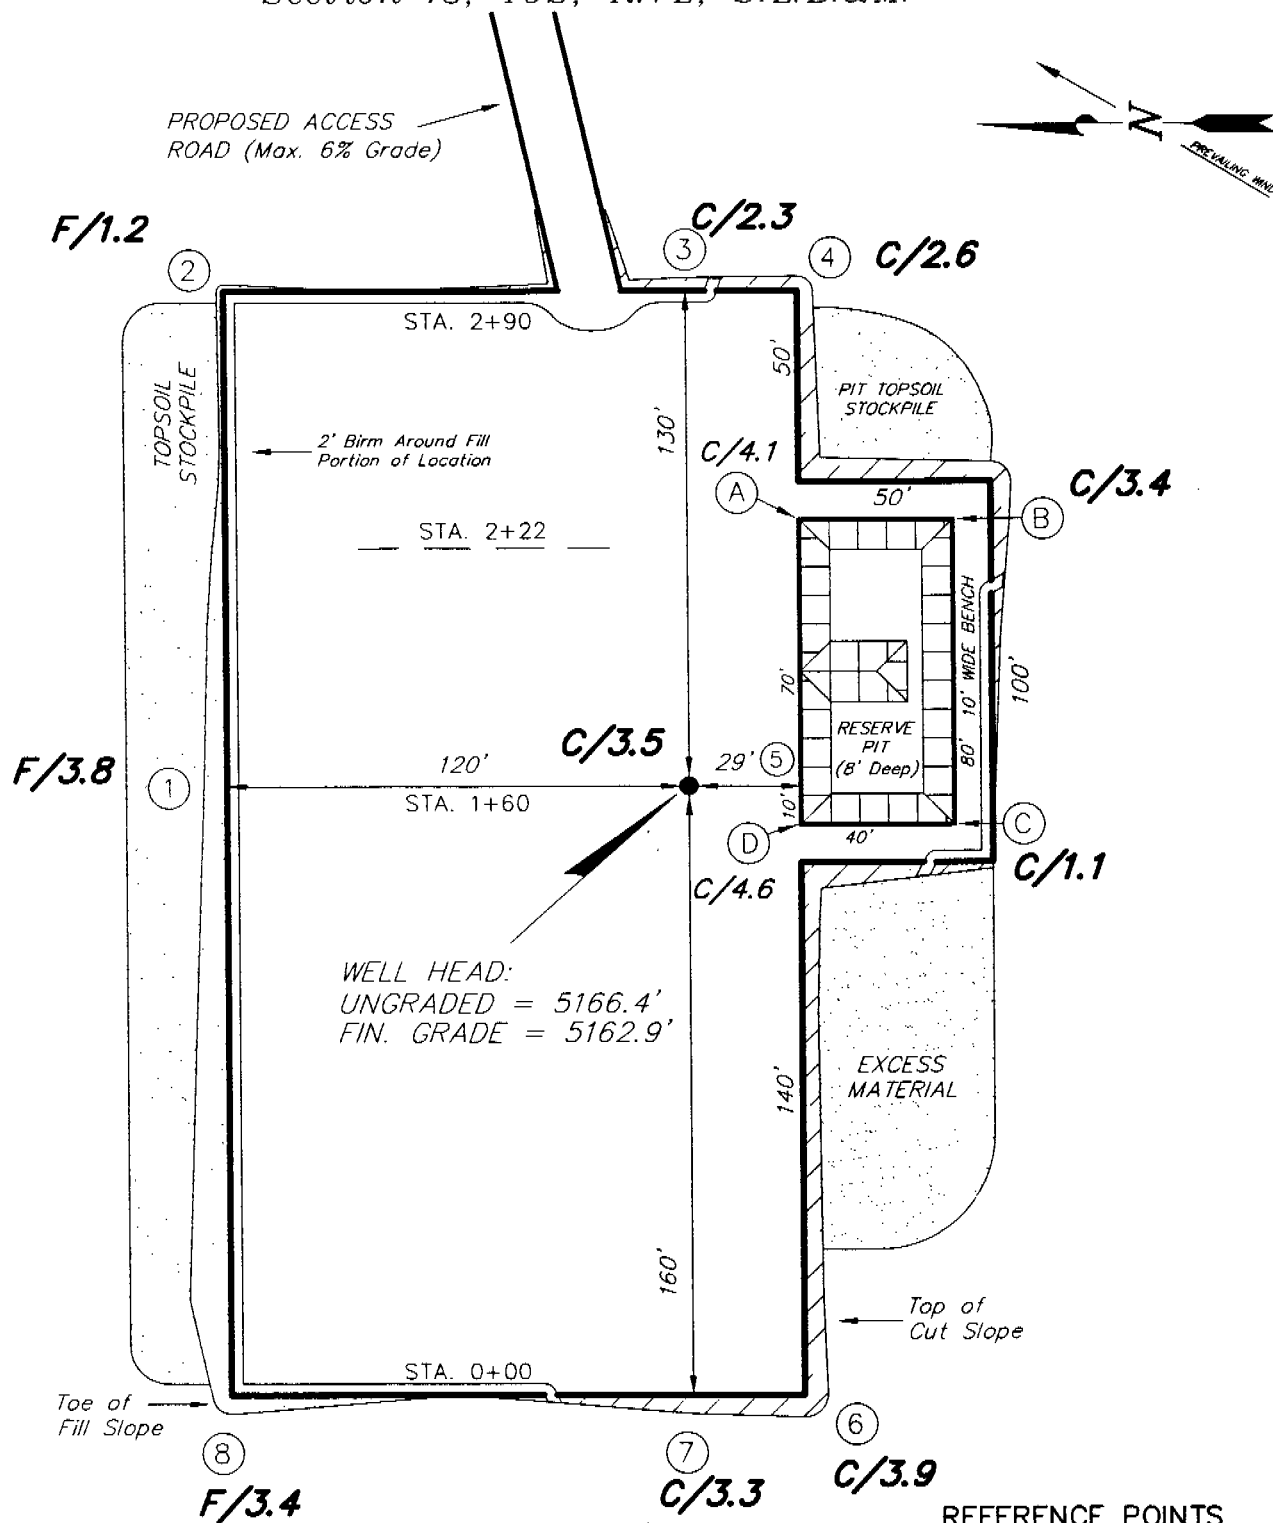 PROPOSED ACCESS
ROAD (Max. 6% Grade)
N
PREVAILING
F/1.2
2
C/2.3
3
4
C/2.6
STA. 2+90
TOPSOIL
STOCKPILE
2' Birm Around Fill
Portion of Location
130'
50'
PIT TOPSOIL
STOCKPILE
C/4.1
A
50'
C/3.4
B
STA. 2+22
10' WIDE BENCH
100'
70'
80'
RESERVE
PIT
(8' Deep)
F/3.8
1
120'
STA. 1+60
C/3.5
29'
5
10'
40'
D
C
C/4.6
C/1.1
WELL HEAD:
UNGRADED = 5166.4'
FIN. GRADE = 5162.9'
140'
EXCESS
MATERIAL
160'
Top of
Cut Slope
STA. 0+00
Toe of
Fill Slope
8
F/3.4
7
C/3.3
6
C/3.9
REFERENCE POINTS